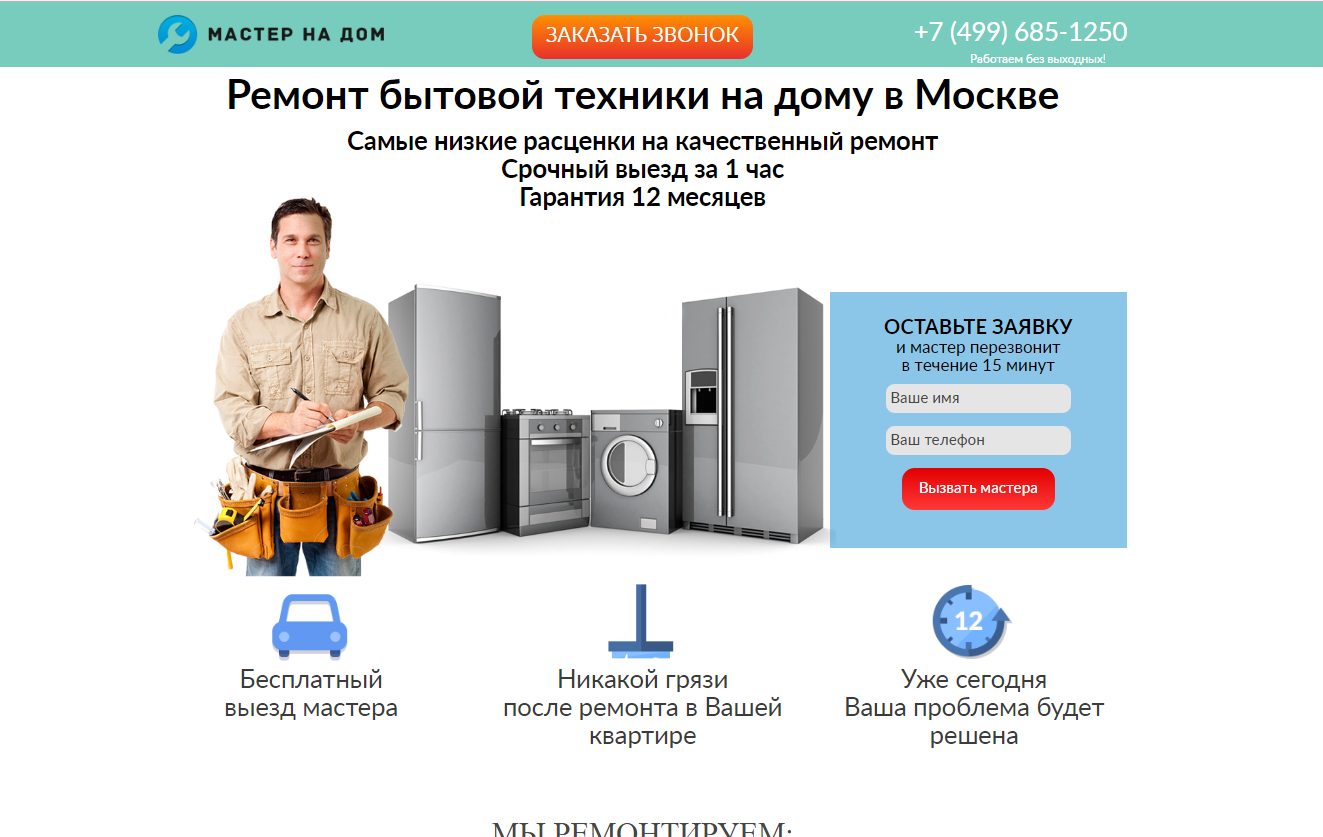 МАСТЕР НА ДОМ
ЗАКАЗАТЬ ЗВОНОК
+7 (499) 685-1250
Работаем без выходных!
Ремонт бытовой техники на дому в Москве
Самые низкие расценки на качественный ремонт
Срочный выезд за 1 час
Гарантия 12 месяцев
ОСТАВЬТЕ ЗАЯВКУ
и мастер перезвонит
в течение 15 минут
Ваше имя
Ваш телефон
Вызвать мастера
Бесплатный
выезд мастера
Никакой грязи
после ремонта в Вашей
квартире
12
Уже сегодня
Ваша проблема будет
решена
МЫ РЕМОНТИРУЕМ: